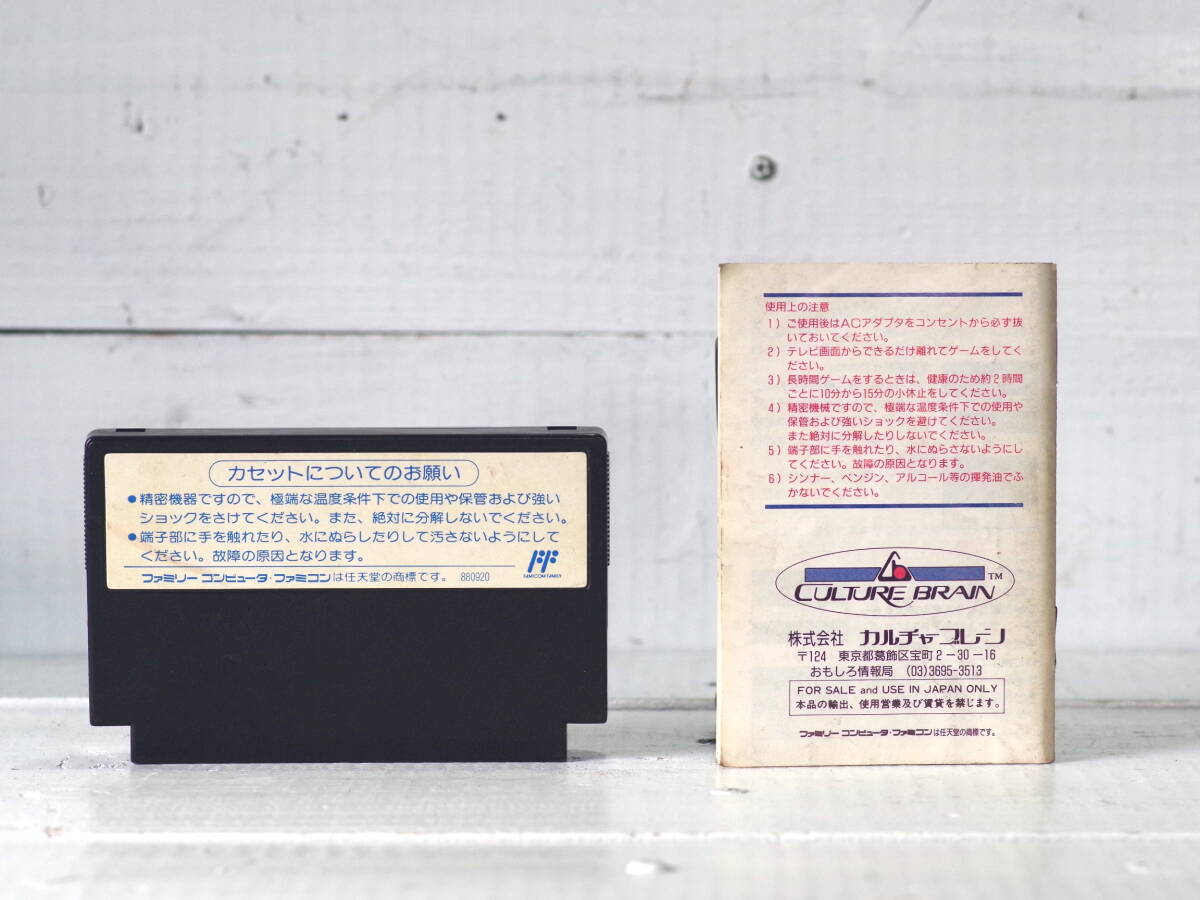 カセットについてのお願い
●精密機器ですので、極端な温度条件下での使用や保管および強い
ショックをさけてください。また、絶対に分解しないでください。
●端子部に手を触れたり、水にぬらしたりして汚さないようにして
ください。故障の原因となります。
FAMICOM FAMILY
ファミリー コンピュータ・ファミコンは任天堂の商標です。 880920
使用上の注意
1）ご使用後はACアダプタをコンセントから必ず抜
いておいてください。
2）テレビ画面からできるだけ離れてゲームをしてく
ださい。
3）長時間ゲームをするときは、健康のため約2時間
ごとに10分から15分の小休止をしてください。
4）精密機械ですので、極端な温度条件下での使用や
保管および強いショックを避けてください。
また絶対に分解したりしないでください。
5）端子部に手を触れたり、水にぬらさないようにし
てください。故障の原因となります。
6）シンナー、ベンジン、アルコール等の揮発油でふ
かないでください。
CULTURE BRAIN TM
株式会社 カルチャーブレーン
〒124 東京都葛飾区宝町2-30-16
おもしろ情報局 (03)3695-3513
FOR SALE and USE IN JAPAN ONLY
本品の輸出、使用営業及び賃貸を禁じます。
ファミリー コンピュータ・ファミコンは任天堂の商標です。